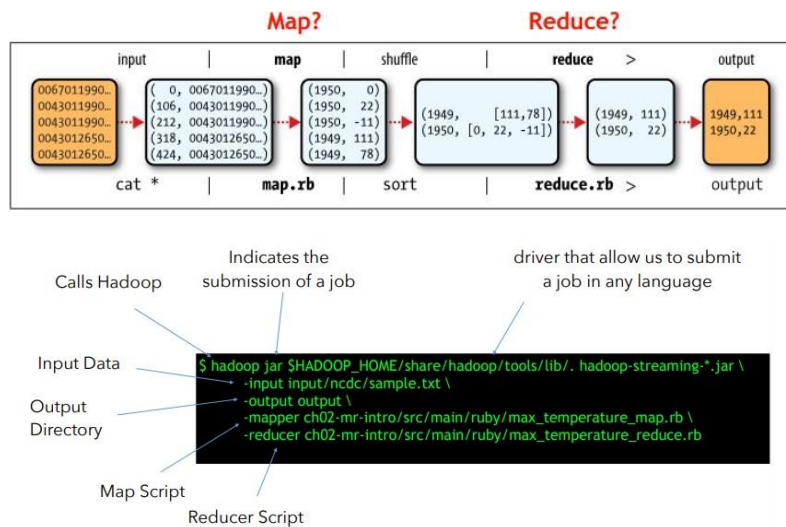 Map? Reduce?
input | map | shuffle | reduce > output
0067011990…
0043011990…
0043011990…
0043012650…
0043012650…
( 0, 0067011990…)
(106, 0043011990…)
(212, 0043011990…)
(318, 0043012650…)
(424, 0043012650…)
(1950, 0)
(1950, 22)
(1950, -11)
(1949, 111)
(1949, 78)
(1949, [111,78])
(1950, [0, 22, -11])
(1949, 111)
(1950, 22)
1949,111
1950,22
cat * | map.rb | sort | reduce.rb > output
Calls Hadoop
Indicates the
submission of a job
driver that allow us to submit
a job in any language
Input Data
Output
Directory
Map Script
Reducer Script
$ hadoop jar $HADOOP_HOME/share/hadoop/tools/lib/. hadoop-streaming-*.jar \
-input input/ncdc/sample.txt \
-output output \
-mapper ch02-mr-intro/src/main/ruby/max_temperature_map.rb \
-reducer ch02-mr-intro/src/main/ruby/max_temperature_reduce.rb